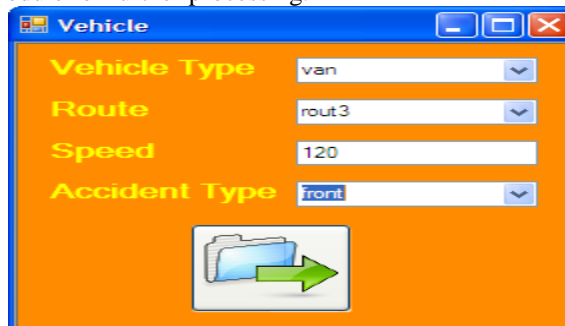 Vehicle
Vehicle Type van
Route rout3
Speed 120
Accident Type front